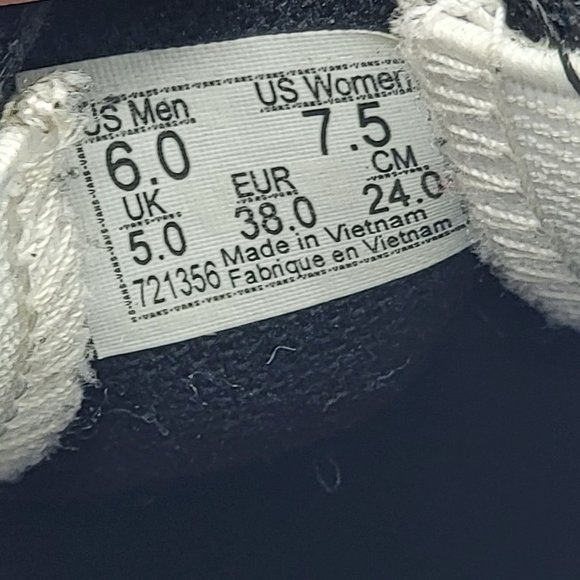 US Men US Women
6.0 7.5
UK EUR CM
5.0 38.0 24.0
721356 Made in Vietnam
Fabrique en Vietnam